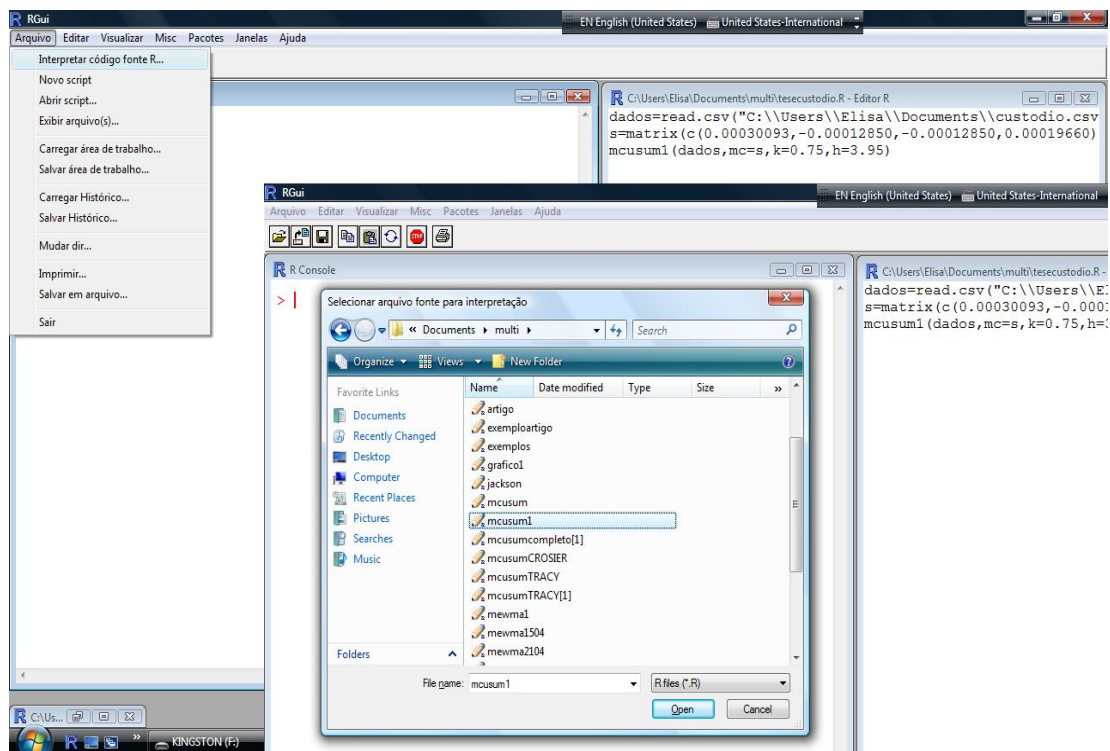 RGui
EN English (United States) United States-International
Arquivo Editar Visualizar Misc Pacotes Janelas Ajuda
Interpretar código fonte R...
Novo script
Abrir script...
Exibir arquivo(s)...
Carregar área de trabalho...
Salvar área de trabalho...
Carregar Histórico...
Salvar Histórico...
Mudar dir...
Imprimir...
Salvar em arquivo...
Sair
C:\Users\Elisa\Documents\multi\tesecustodio.R - Editor R
dados=read.csv("C:\\Users\\Elisa\\Documents\\custodio.csv
s=matrix(c(0.00030093,-0.00012850,-0.00012850,0.00019660)
mcusum1(dados,mc=s,k=0.75,h=3.95)
RGui
EN English (United States) United States-International
Arquivo Editar Visualizar Misc Pacotes Janelas Ajuda
STOP
R Console
>
Selecionar arquivo fonte para interpretação
« Documents multi
Search
Organize Views New Folder
Favorite Links
Documents
Recently Changed
Desktop
Computer
Recent Places
Pictures
Searches
Music
Folders
Name Date modified Type Size »
artigo
exemploartigo
exemplos
grafico1
jackson
mcusum
mcusum1
mcusumcompleto[1]
mcusumCROSIER
mcusumTRACY
mcusumTRACY[1]
mewma1
mewma1504
mewma2104
File name: mcusum1
R files (*.R)
Open Cancel
C:\Users\Elisa\Documents\multi\tesecustodio.R -
dados=read.csv("C:\\Users\\El
s=matrix(c(0.00030093,-0.0001
mcusum1(dados,mc=s,k=0.75,h=3
C:\Us...
» KINGSTON (F:)